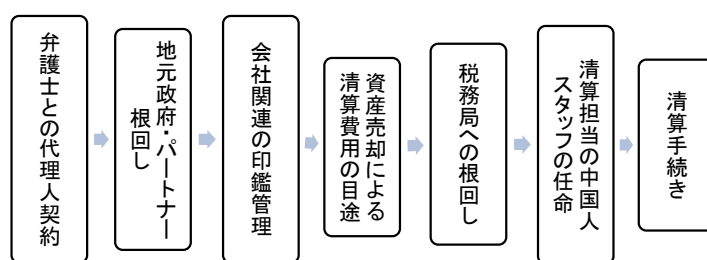 弁護士との代理人契約
地元政府・パートナー
根回し
会社関連の印鑑管理
資産売却による
清算費用の目途
税務局への根回し
清算担当の中国人
スタッフの任命
清算手続き